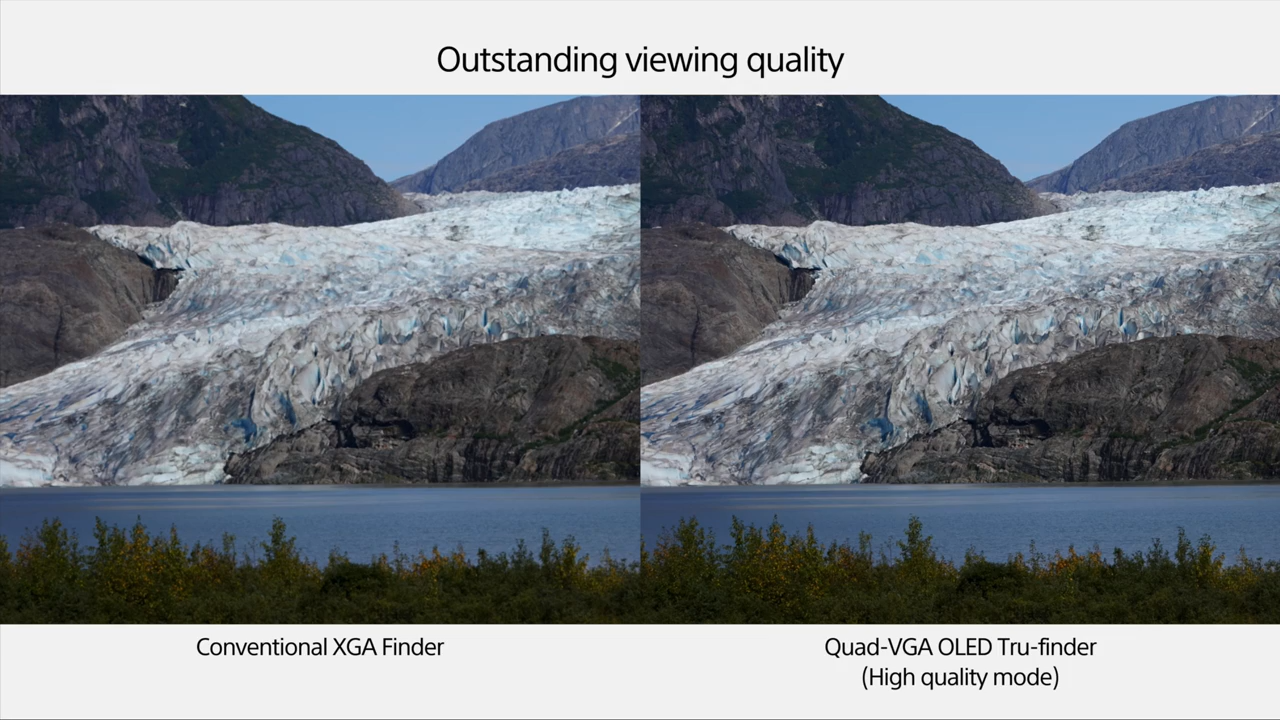 Outstanding viewing quality
Conventional XGA Finder
Quad-VGA OLED Tru-finder
(High quality mode)